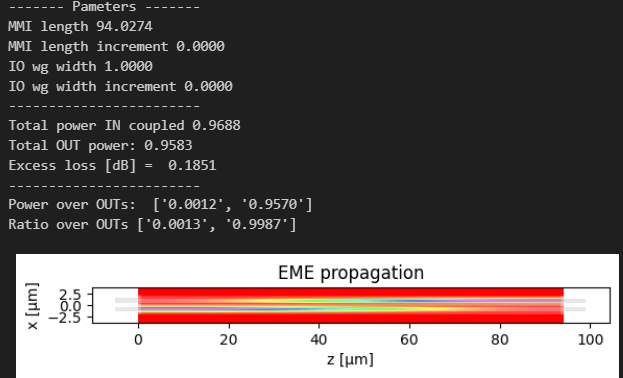 ------- Pameters -------
MMI length 94.0274
MMI length increment 0.0000
IO wg width 1.0000
IO wg width increment 0.0000
------------------------
Total power IN coupled 0.9688
Total OUT power: 0.9583
Excess loss [dB] =  0.1851
------------------------
Power over OUTs:  ['0.0012', '0.9570']
Ratio over OUTs ['0.0013', '0.9987']
EME propagation
x [μm]
2.5
0.0
−2.5
0 20 40 60 80 100
z [μm]